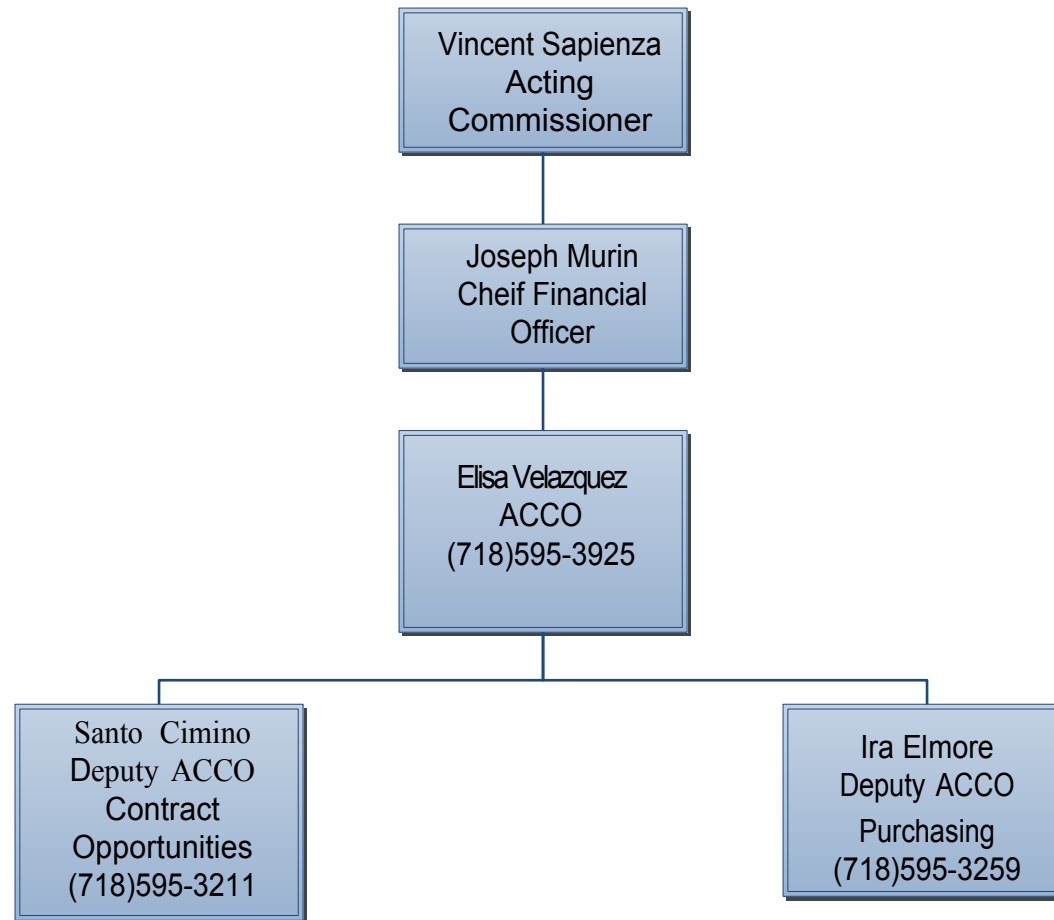 Vincent Sapienza
Acting
Commissioner
Joseph Murin
Cheif Financial
Officer
Elisa Velazquez
ACCO
(718)595-3925
Santo Cimino
Deputy ACCO
Contract
Opportunities
(718)595-3211
Ira Elmore
Deputy ACCO
Purchasing
(718)595-3259